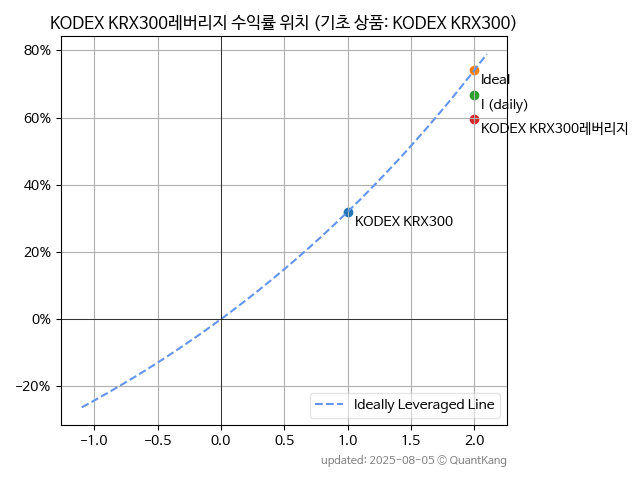 KODEX KRX300레버리지 수익률 위치 (기초 상품: KODEX KRX300)
80%
60%
40%
20%
0%
−20%
Ideal
I (daily)
KODEX KRX300레버리지
KODEX KRX300
Ideally Leveraged Line
−1.0
−0.5
0.0
0.5
1.0
1.5
2.0
updated: 2025-08-05 © QuantKang